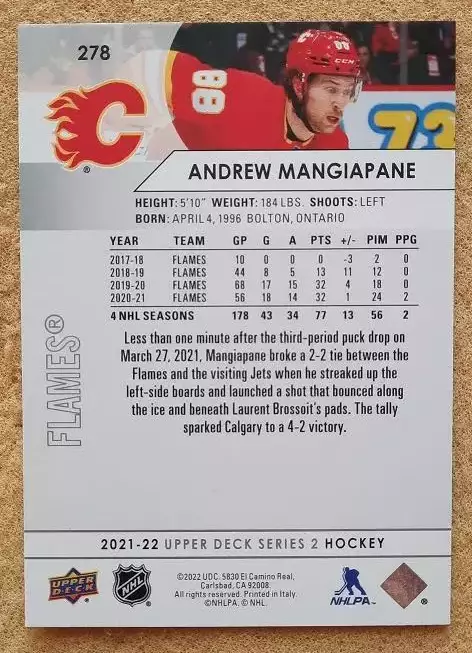 278
88
88
CCM
73
C
®
ANDREW MANGIAPANE
HEIGHT: 5'10" WEIGHT: 184 LBS. SHOOTS: LEFT
BORN: APRIL 4, 1996 BOLTON, ONTARIO
YEAR TEAM GP G A PTS +/- PIM PPG
2017-18 FLAMES 10 0 0 0 -3 2 0
2018-19 FLAMES 44 8 5 13 11 12 0
2019-20 FLAMES 68 17 15 32 4 18 0
2020-21 FLAMES 56 18 14 32 1 24 2
4 NHL SEASONS 178 43 34 77 13 56 2
FLAMES®
Less than one minute after the third-period puck drop on
March 27, 2021, Mangiapane broke a 2-2 tie between the
Flames and the visiting Jets when he streaked up the
left-side boards and launched a shot that bounced along
the ice and beneath Laurent Brossoit's pads. The tally
sparked Calgary to a 4-2 victory.
2021-22 UPPER DECK SERIES 2 HOCKEY
UPPER DECK
NHL
©2022 UDC. 5830 El Camino Real,
Carlsbad, CA 92008.
All rights reserved. Printed in Italy.
©NHLPA. © NHL.
NHLPA
®